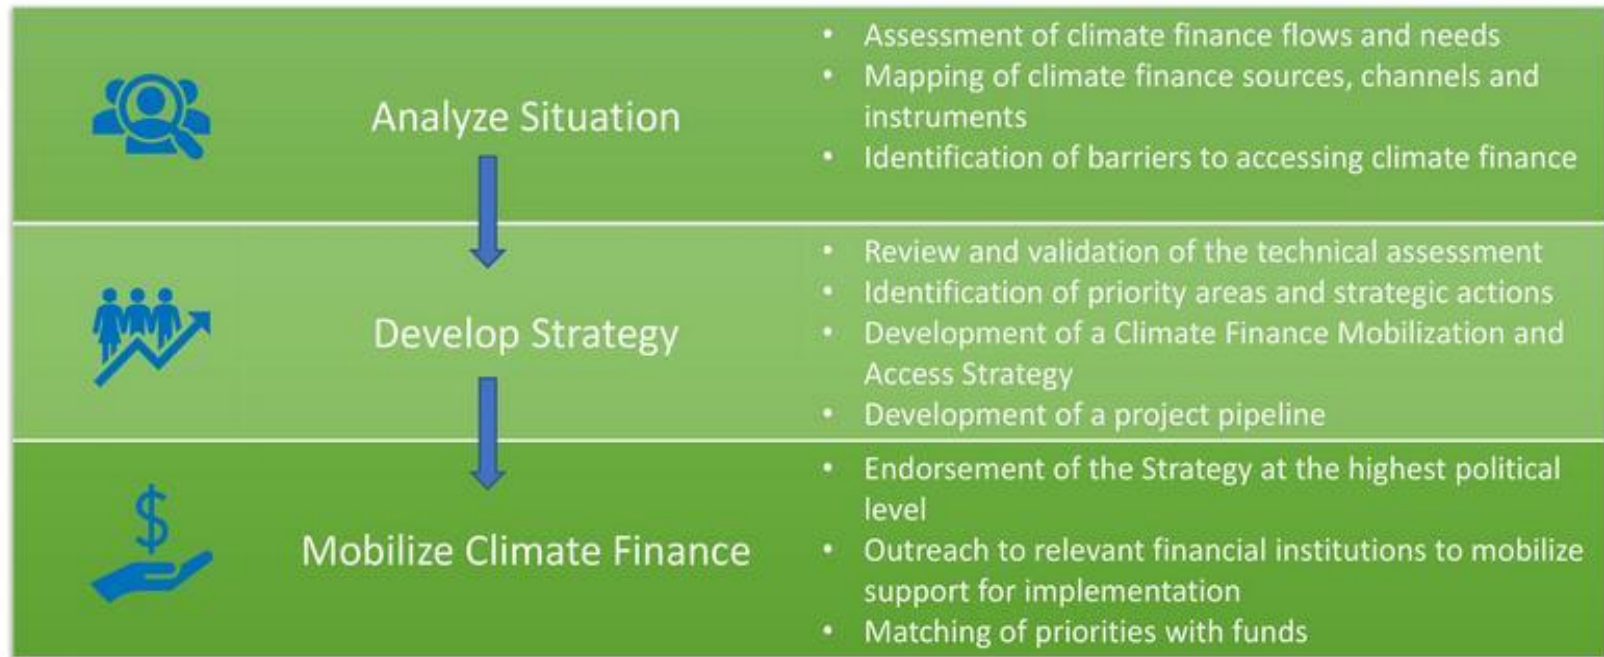 Analyze Situation
• Assessment of climate finance flows and needs
• Mapping of climate finance sources, channels and
instruments
• Identification of barriers to accessing climate finance
Develop Strategy
• Review and validation of the technical assessment
• Identification of priority areas and strategic actions
• Development of a Climate Finance Mobilization and
Access Strategy
• Development of a project pipeline
Mobilize Climate Finance
• Endorsement of the Strategy at the highest political
level
• Outreach to relevant financial institutions to mobilize
support for implementation
• Matching of priorities with funds